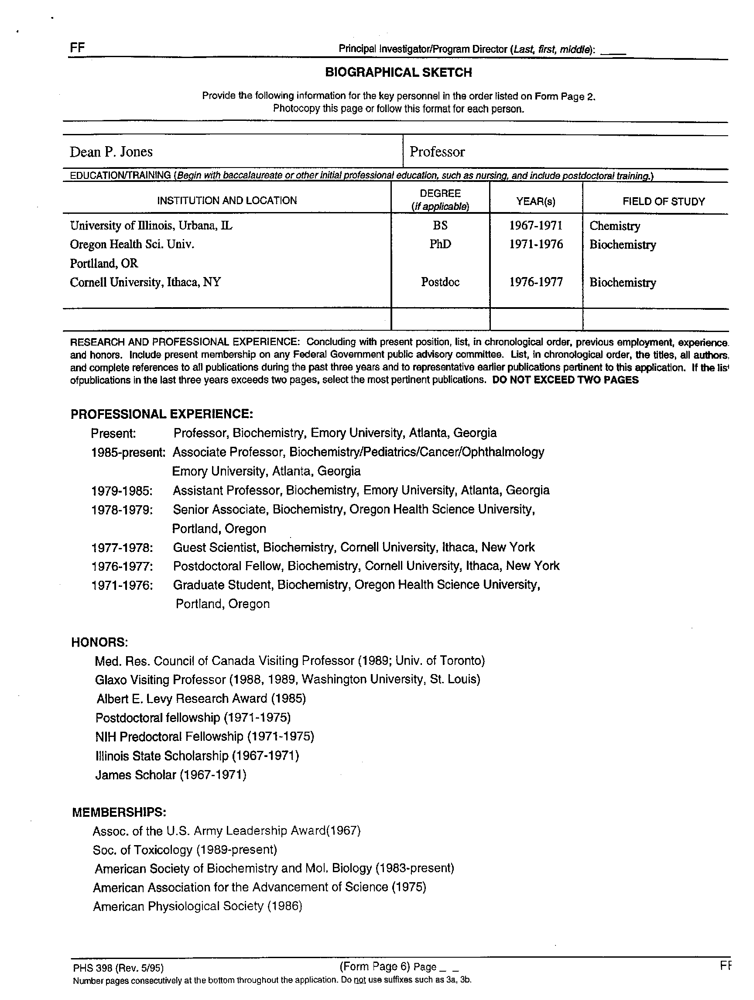 FF
Principal Investigator/Program Director (Last, first, middle): ____
BIOGRAPHICAL SKETCH
Provide the following information for the key personnel in the order listed on Form Page 2.
Photocopy this page or follow this format for each person.
Dean P. Jones Professor
EDUCATION/TRAINING (Begin with baccalaureate or other initial professional education, such as nursing, and include postdoctoral training.)
INSTITUTION AND LOCATION DEGREE (if applicable) YEAR(s) FIELD OF STUDY
University of Illinois, Urbana, IL BS 1967-1971 Chemistry
Oregon Health Sci. Univ. PhD 1971-1976 Biochemistry
Portlland, OR
Cornell University, Ithaca, NY Postdoc 1976-1977 Biochemistry
RESEARCH AND PROFESSIONAL EXPERIENCE: Concluding with present position, list, in chronological order, previous employment, experience
and honors. Include present membership on any Federal Government public advisory committee. List, in chronological order, the titles, all authors,
and complete references to all publications during the past three years and to representative earlier publications pertinent to this application. If the lis
ofpublications in the last three years exceeds two pages, select the most pertinent publications. DO NOT EXCEED TWO PAGES
PROFESSIONAL EXPERIENCE:
Present: Professor, Biochemistry, Emory University, Atlanta, Georgia
1985-present: Associate Professor, Biochemistry/Pediatrics/Cancer/Ophthalmology
Emory University, Atlanta, Georgia
1979-1985: Assistant Professor, Biochemistry, Emory University, Atlanta, Georgia
1978-1979: Senior Associate, Biochemistry, Oregon Health Science University,
Portland, Oregon
1977-1978: Guest Scientist, Biochemistry, Cornell University, Ithaca, New York
1976-1977: Postdoctoral Fellow, Biochemistry, Cornell University, Ithaca, New York
1971-1976: Graduate Student, Biochemistry, Oregon Health Science University,
Portland, Oregon
HONORS:
Med. Res. Council of Canada Visiting Professor (1989; Univ. of Toronto)
Glaxo Visiting Professor (1988, 1989, Washington University, St. Louis)
Albert E. Levy Research Award (1985)
Postdoctoral fellowship (1971-1975)
NIH Predoctoral Fellowship (1971-1975)
Illinois State Scholarship (1967-1971)
James Scholar (1967-1971)
MEMBERSHIPS:
Assoc. of the U.S. Army Leadership Award(1967)
Soc. of Toxicology (1989-present)
American Society of Biochemistry and Mol. Biology (1983-present)
American Association for the Advancement of Science (1975)
American Physiological Society (1986)
PHS 398 (Rev. 5/95) (Form Page 6) Page _ _ FF
Number pages consecutively at the bottom throughout the application. Do not use suffixes such as 3a, 3b.